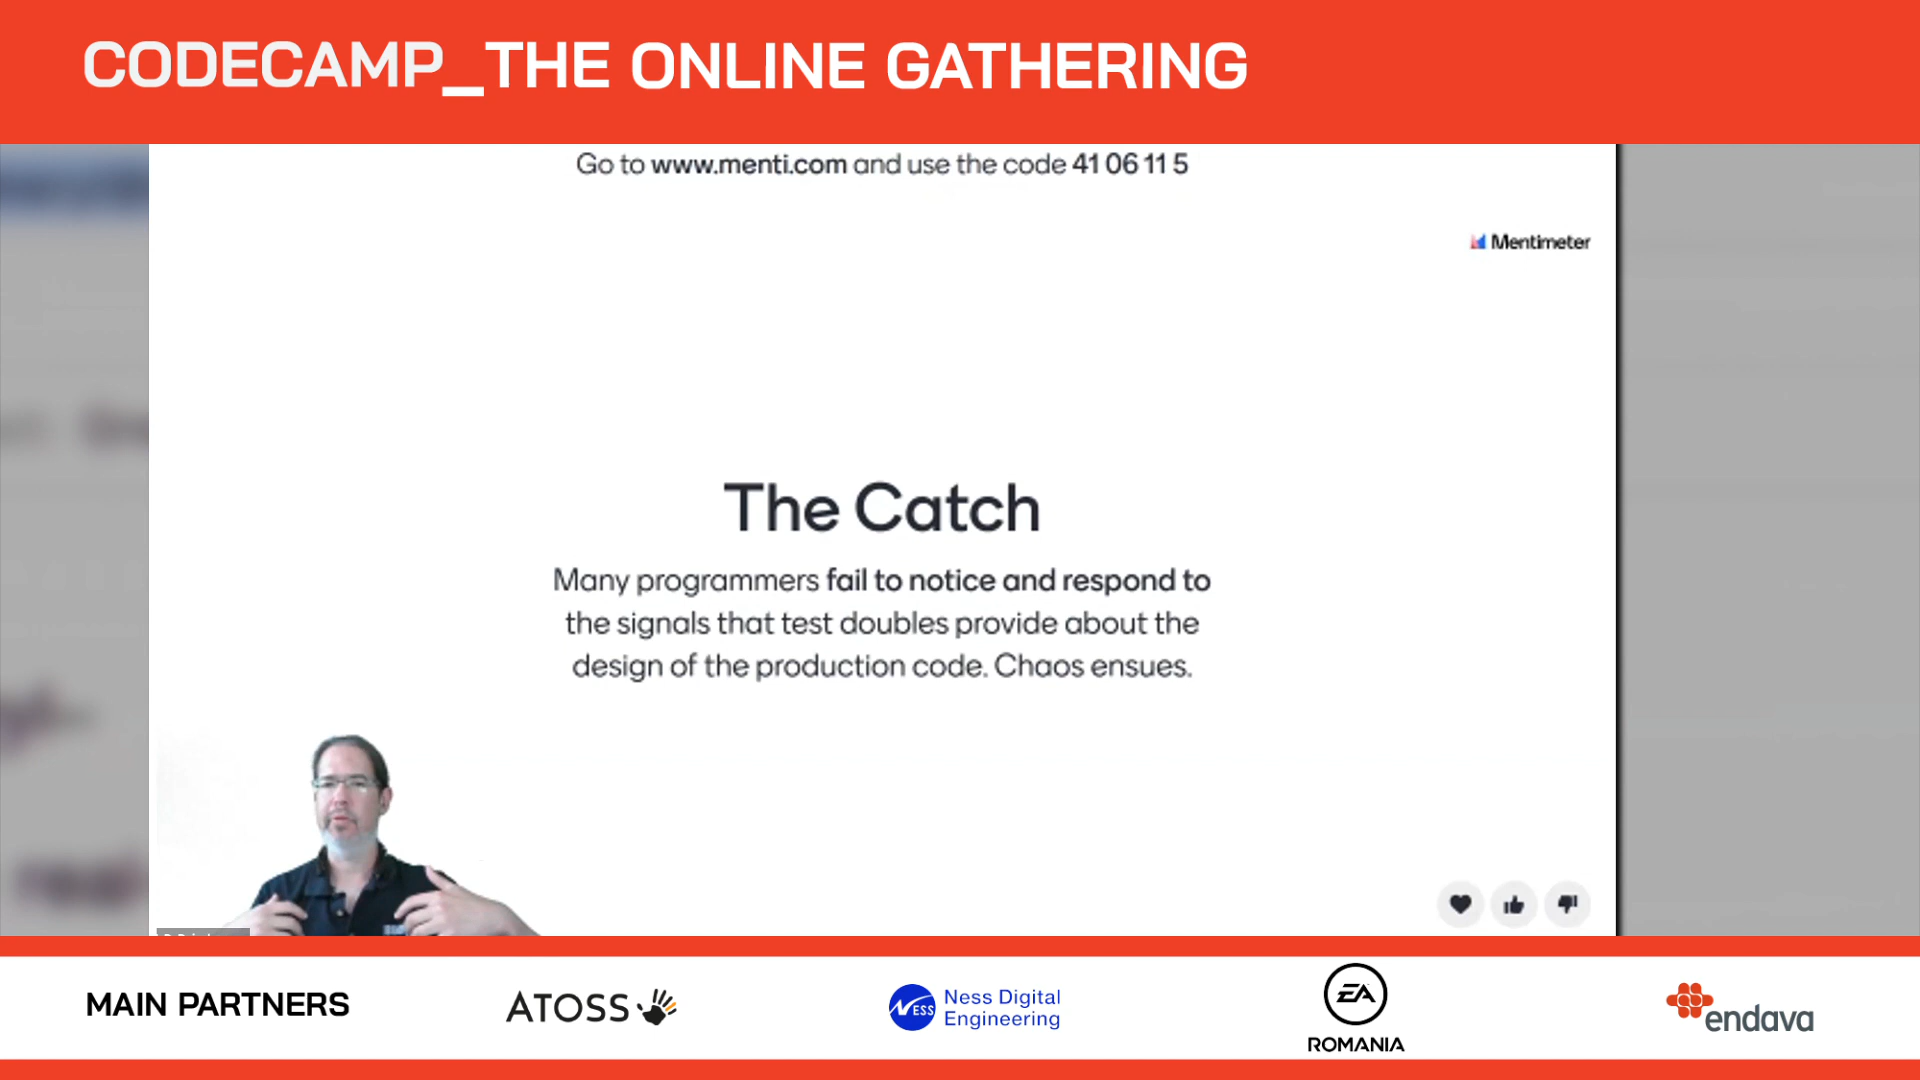 CODECAMP_THE ONLINE GATHERING
Go to www.menti.com and use the code 41 06 11 5
Mentimeter
The Catch
Many programmers fail to notice and respond to
the signals that test doubles provide about the
design of the production code. Chaos ensues.
MAIN PARTNERS
ATOSS
NESS
Ness Digital
Engineering
EA
ROMANIA
endava